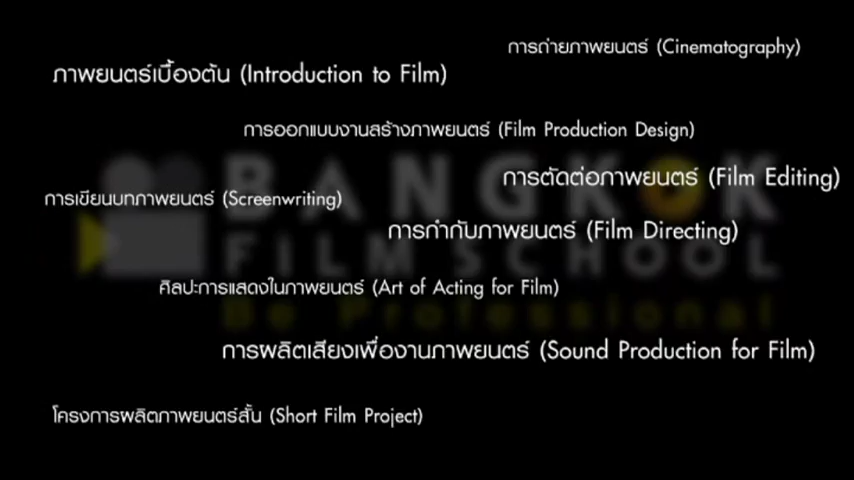 การถ่ายภาพยนตร์ (Cinematography)
ภาพยนตร์เบื้องต้น (Introduction to Film)
การออกแบบงานสร้างภาพยนตร์ (Film Production Design)
การตัดต่อภาพยนตร์ (Film Editing)
การเขียนบทภาพยนตร์ (Screenwriting)
BANGKOK
การกำกับภาพยนตร์ (Film Directing)
FILM SCHOOL
ศิลปะการแสดงในภาพยนตร์ (Art of Acting for Film)
Be Professional
การผลิตเสียงเพื่องานภาพยนตร์ (Sound Production for Film)
โครงการผลิตภาพยนตร์สั้น (Short Film Project)